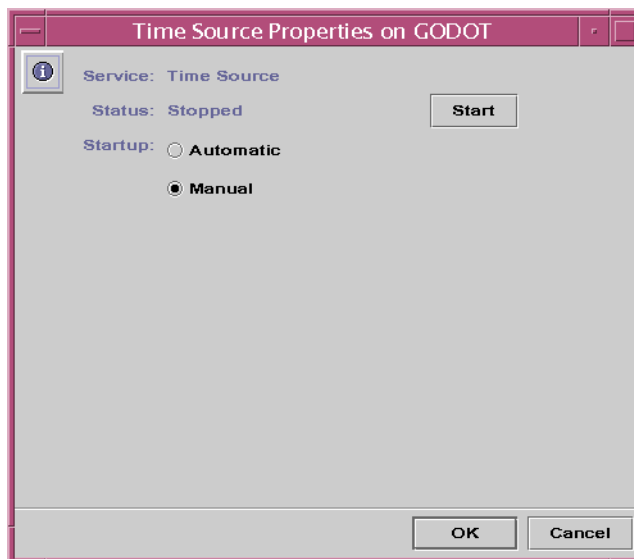 Time Source Properties on GODOT
Service: Time Source
Status: Stopped
Start
Startup: Automatic
Manual
OK
Cancel